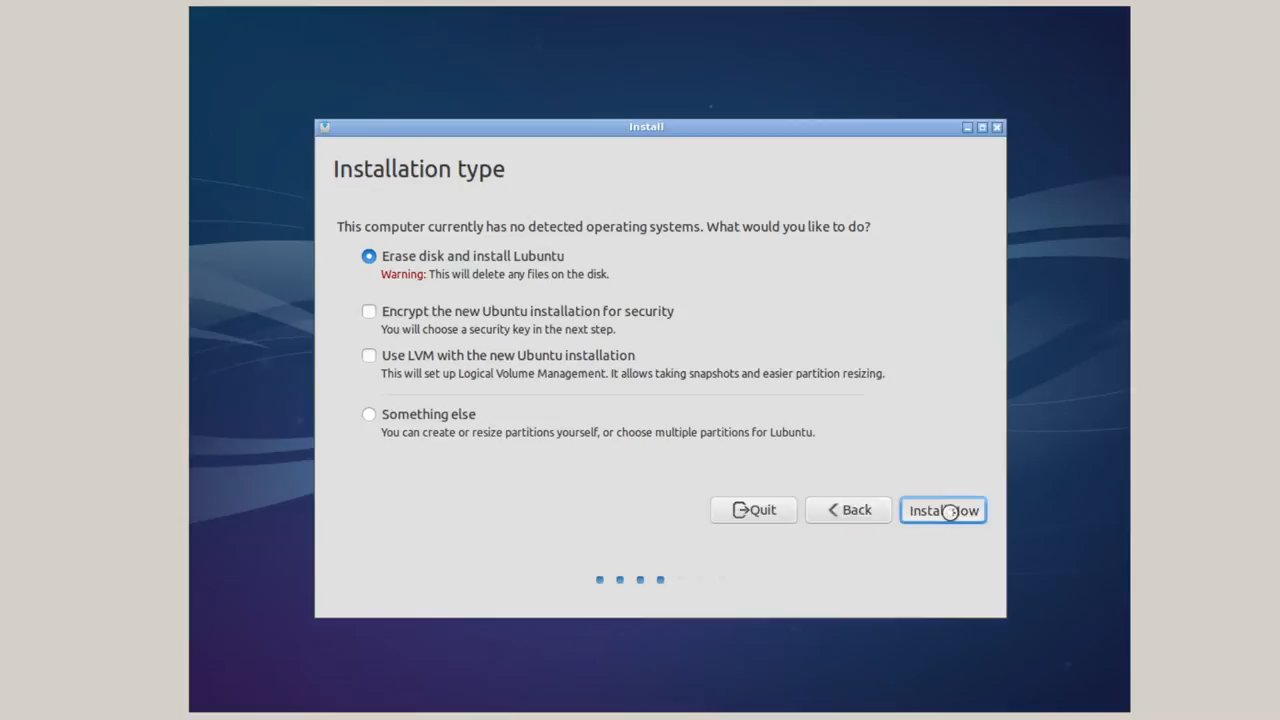 Install
Installation type
This computer currently has no detected operating systems. What would you like to do?
Erase disk and install Lubuntu
Warning: This will delete any files on the disk.
Encrypt the new Ubuntu installation for security
You will choose a security key in the next step.
Use LVM with the new Ubuntu installation
This will set up Logical Volume Management. It allows taking snapshots and easier partition resizing.
Something else
You can create or resize partitions yourself, or choose multiple partitions for Lubuntu.
Quit
Back
Install Now